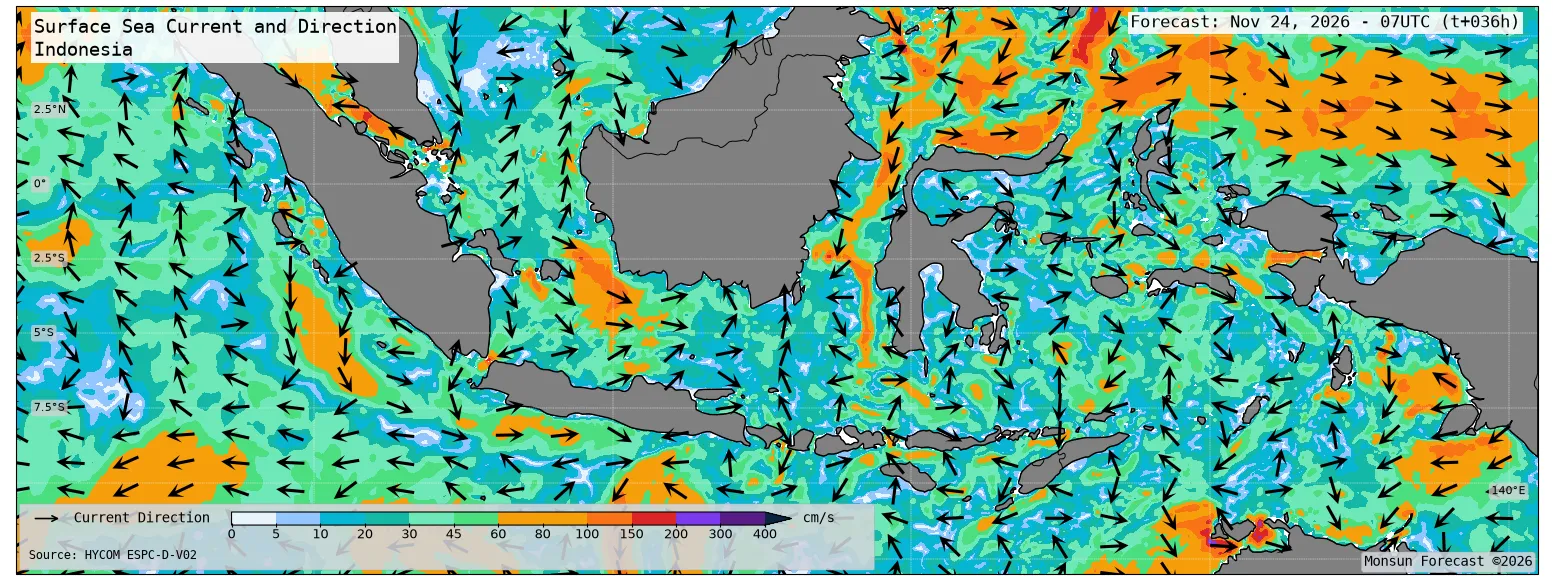 Surface Sea Current and Direction
Indonesia
Forecast: Nov 24, 2026 - 07UTC (t+036h)
2.5°N
0°
2.5°S
5°S
7.5°S
140°E
Current Direction
0 5 10 20 30 45 60 80 100 150 200 300 400 cm/s
Source: HYCOM ESPC-D-V02
Monsun Forecast ©2026